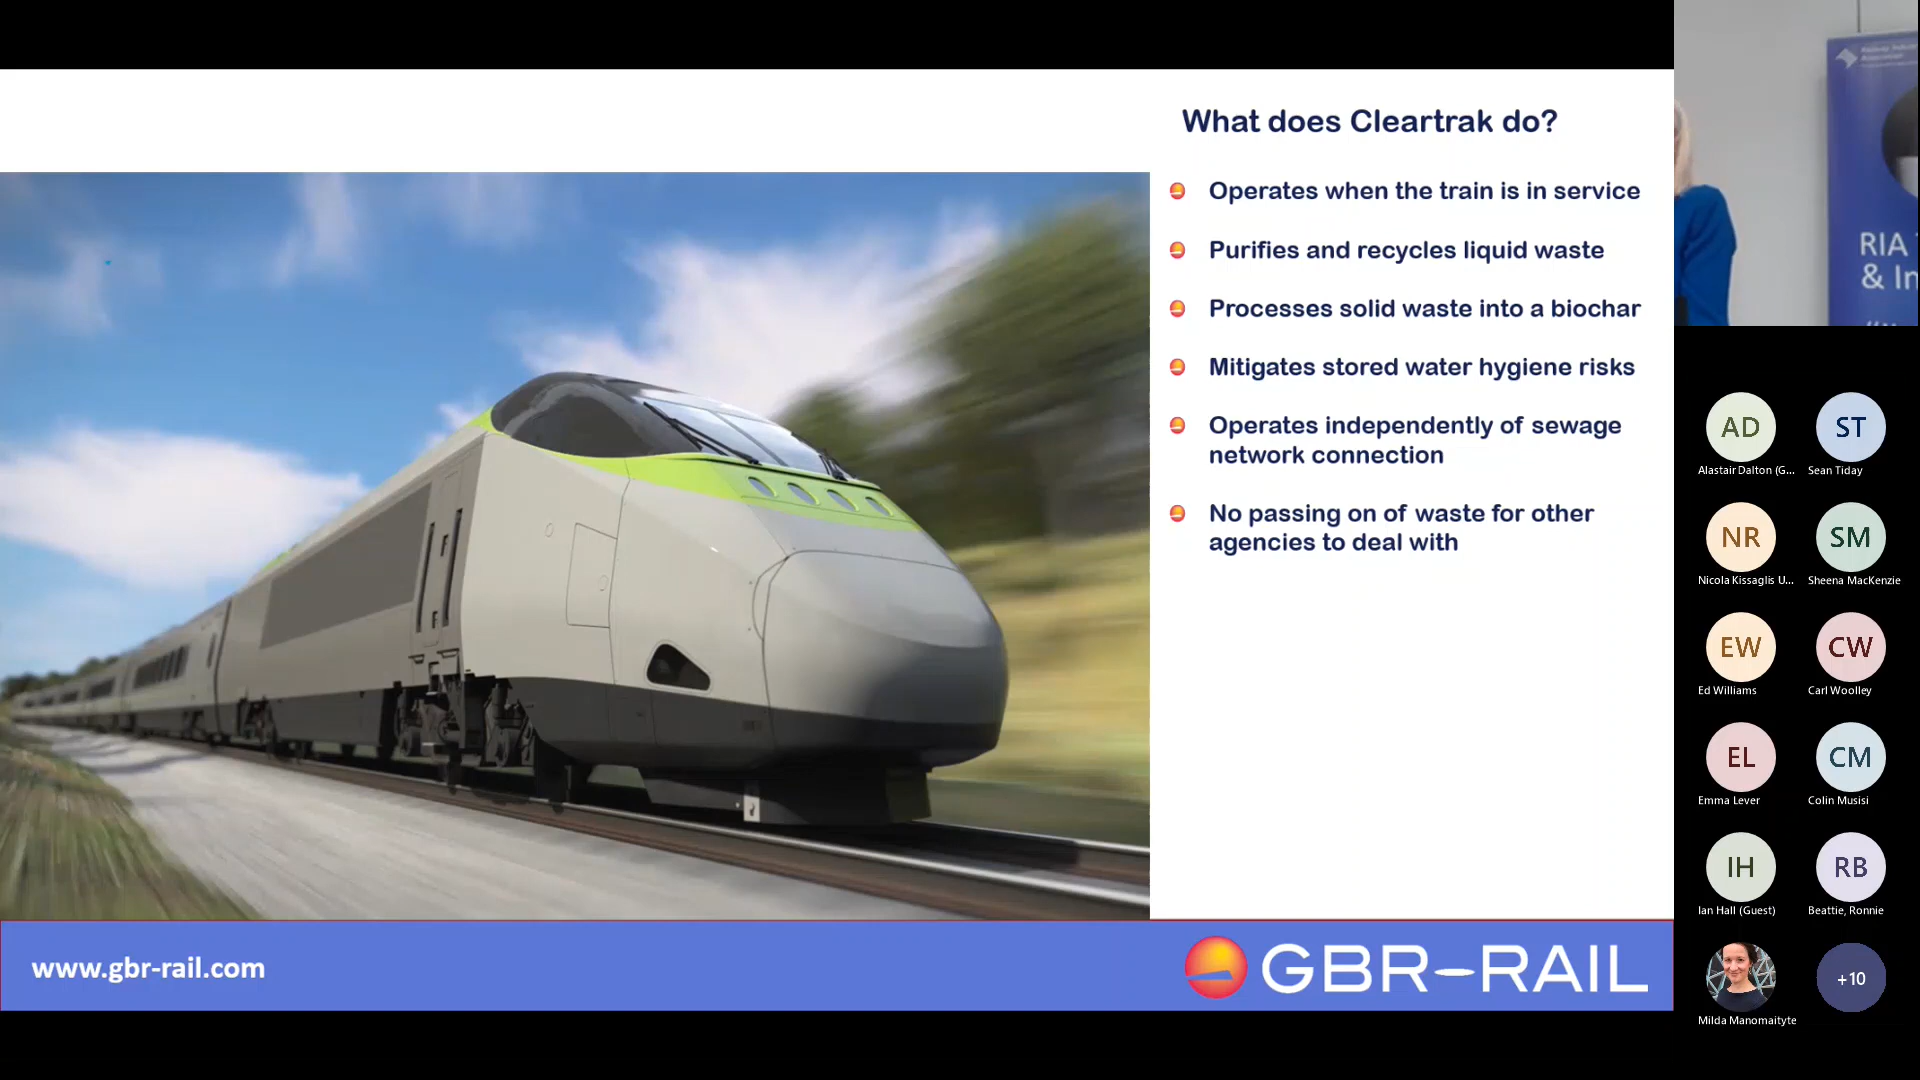 What does Cleartrak do?
Operates when the train is in service
Purifies and recycles liquid waste
Processes solid waste into a biochar
Mitigates stored water hygiene risks
Operates independently of sewage
network connection
No passing on of waste for other
agencies to deal with
www.gbr-rail.com
GBR-RAIL
RIA
& In
AD
ST
Alastair Dalton (G...
Sean Tiday
NR
SM
Nicola Kissaglis U...
Sheena MacKenzie
EW
CW
Ed Williams
Carl Woolley
EL
CM
Emma Lever
Colin Musisi
IH
RB
Ian Hall (Guest)
Beattie, Ronnie
+10
Milda Manomaityte